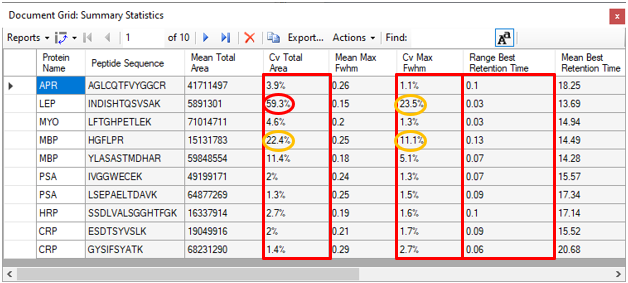 Document Grid: Summary Statistics
Reports 1 of 10 Export... Actions Find: Aa
Protein Name Peptide Sequence Mean Total Area Cv Total Area Mean Max Fwhm Cv Max Fwhm Range Best Retention Time Mean Best Retention Time
APR AGLCQTFVYGGCR 41711497 3.9% 0.26 1.1% 0.1 18.25
LEP INDISHTQSVSAK 5891301 59.3% 0.15 23.5% 0.03 13.69
MYO LFTGHPETLEK 71014711 4.6% 0.2 1.3% 0.03 14.94
MBP HGFLPR 15131783 22.4% 0.25 11.1% 0.13 14.49
MBP YLASASTMDHAR 59848554 11.4% 0.18 5.1% 0.07 14.28
PSA IVGGWECEK 49199171 2% 0.24 1.3% 0.07 15.57
PSA LSEPAELTDAVK 64877269 1.3% 0.25 1.5% 0.09 17.34
HRP SSDLVALSGGHTFGK 16337914 2.7% 0.19 1.6% 0.1 17.14
CRP ESDTSYVSLK 19049916 2% 0.21 1.7% 0.09 15.52
CRP GYSIFSYATK 68231290 1.4% 0.29 2.7% 0.06 20.68